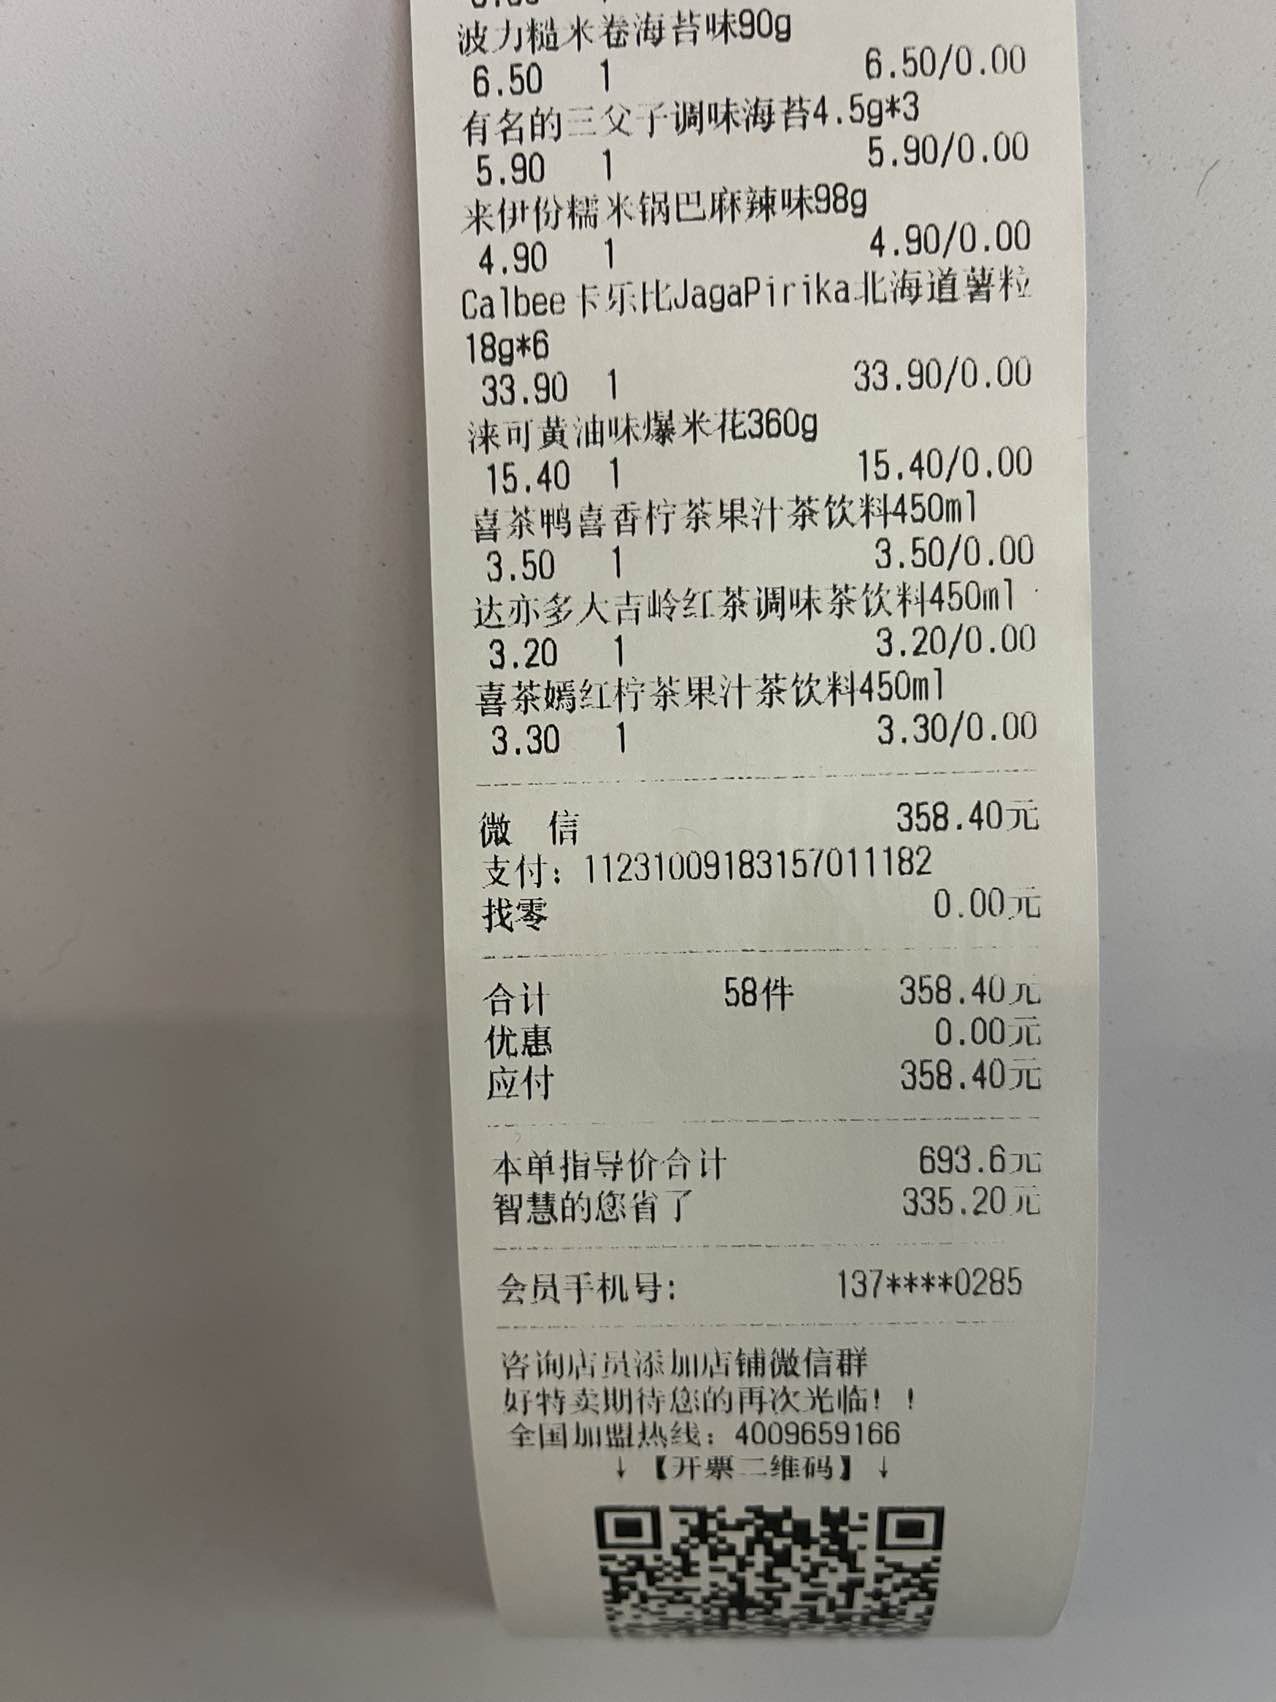 波力糙米卷海苔味90g
6.50 1 6.50/0.00
有名的三父子调味海苔4.5g*3
5.90 1 5.90/0.00
来伊份糯米锅巴麻辣味98g
4.90 1 4.90/0.00
Calbee卡乐比JagaPirika北海道薯粒
18g*6
33.90 1 33.90/0.00
涞可黄油味爆米花360g
15.40 1 15.40/0.00
喜茶鸭喜香柠茶果汁茶饮料450ml
3.50 1 3.50/0.00
达亦多大吉岭红茶调味茶饮料450ml
3.20 1 3.20/0.00
喜茶嫣红柠茶果汁茶饮料450ml
3.30 1 3.30/0.00
微 信 358.40元
支付：11231009183157011182
找零 0.00元
合计 58件 358.40元
优惠 0.00元
应付 358.40元
本单指导价合计 693.6元
智慧的您省了 335.20元
会员手机号: 137****0285
咨询店员添加店铺微信群
好特卖期待您的再次光临！！
全国加盟热线：4009659166
↓【开票二维码】↓